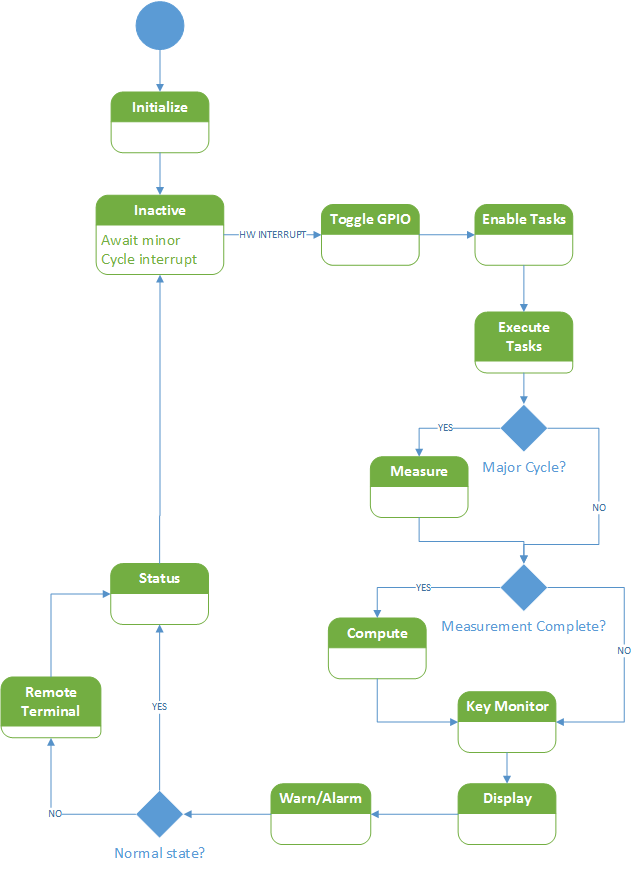 Initialize
Inactive
Await minor
Cycle interrupt
HW INTERRUPT
Toggle GPIO
Enable Tasks
Execute
Tasks
YES
Major Cycle?
Measure
NO
Status
YES
Measurement Complete?
Compute
NO
Remote
Terminal
YES
Key Monitor
Warn/Alarm
Display
NO
Normal state?